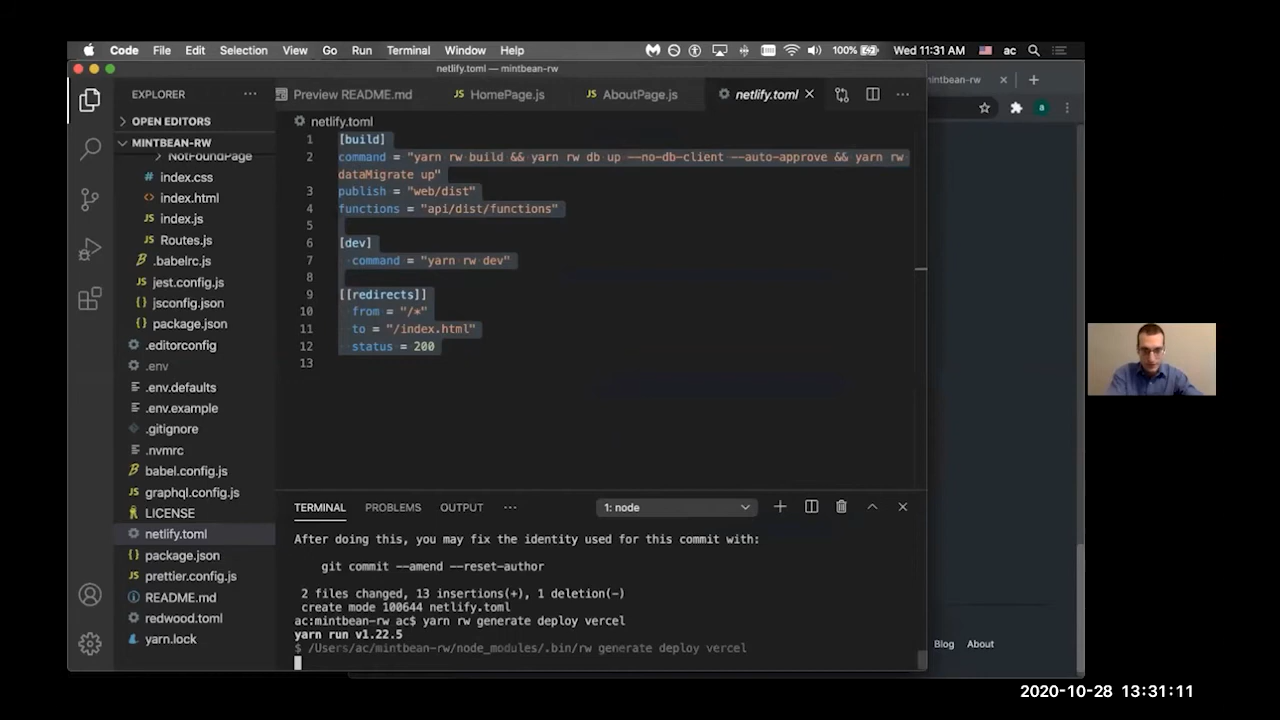 Code File Edit Selection View Go Run Terminal Window Help 100% Wed 11:31 AM ac
netlify.toml — mintbean-rw
mintbean-rw
EXPLORER
Preview README.md
JS HomePage.js
JS AboutPage.js
netlify.toml
OPEN EDITORS
netlify.toml
MINTBEAN-RW
NotFoundPage
# index.css
<> index.html
JS index.js
JS Routes.js
.babelrc.js
JS jest.config.js
jsconfig.json
package.json
.editorconfig
.env
.env.defaults
.env.example
.gitignore
.nvmrc
babel.config.js
JS graphql.config.js
LICENSE
netlify.toml
package.json
JS prettier.config.js
README.md
redwood.toml
yarn.lock
1 [build]
2 command = "yarn rw build && yarn rw db up --no-db-client --auto-approve && yarn rw
dataMigrate up"
3 publish = "web/dist"
4 functions = "api/dist/functions"
5
6 [dev]
7 command = "yarn rw dev"
8
9 [[redirects]]
10 from = "/*"
11 to = "/index.html"
12 status = 200
13
TERMINAL PROBLEMS OUTPUT ··· 1: node
After doing this, you may fix the identity used for this commit with:
git commit --amend --reset-author
2 files changed, 13 insertions(+), 1 deletion(-)
create mode 100644 netlify.toml
ac:mintbean-rw ac$ yarn rw generate deploy vercel
yarn run v1.22.5
$ /Users/ac/mintbean-rw/node_modules/.bin/rw generate deploy vercel
Blog About
2020-10-28 13:31:11